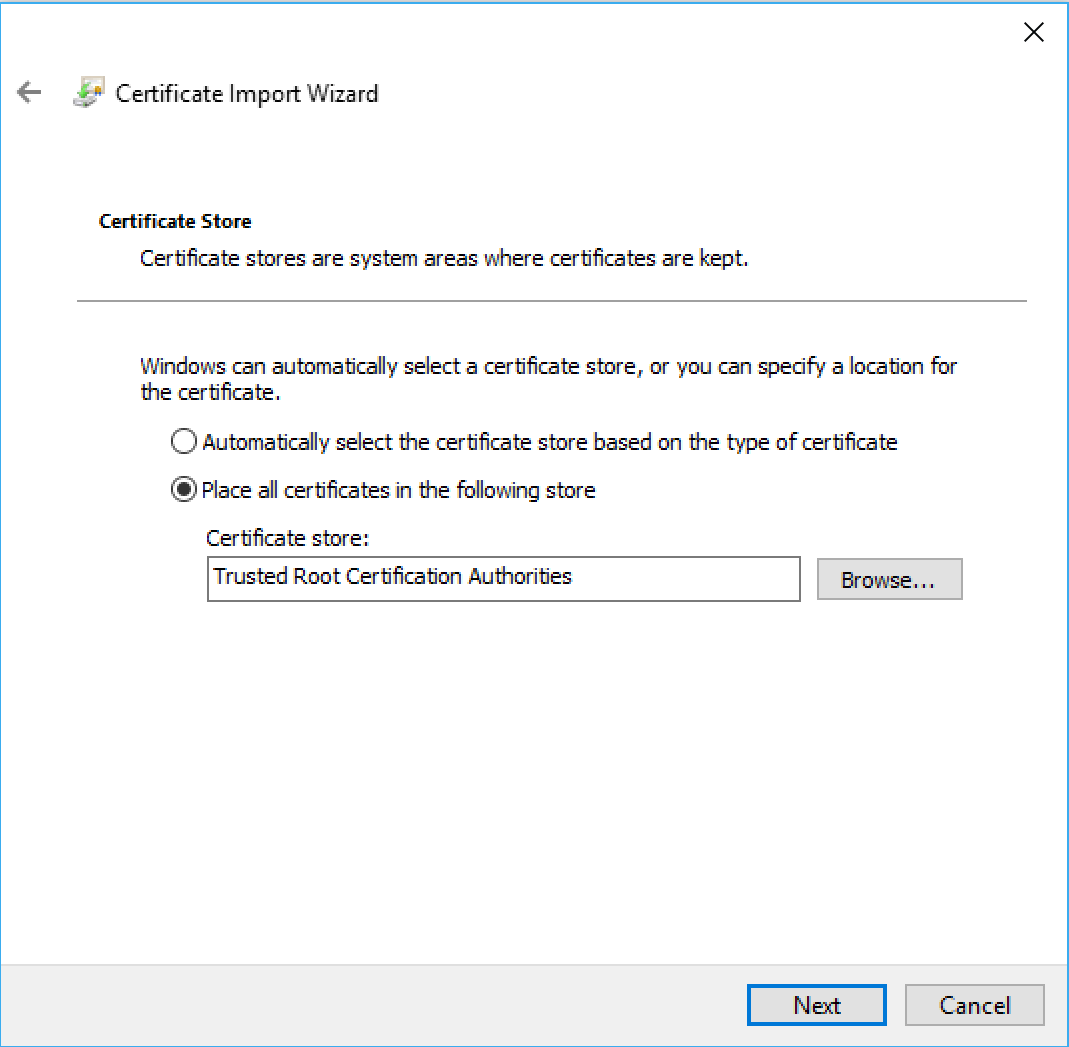 Certificate Import Wizard
Certificate Store
Certificate stores are system areas where certificates are kept.
Windows can automatically select a certificate store, or you can specify a location for
the certificate.
Automatically select the certificate store based on the type of certificate
Place all certificates in the following store
Certificate store:
Trusted Root Certification Authorities
Browse...
Next
Cancel